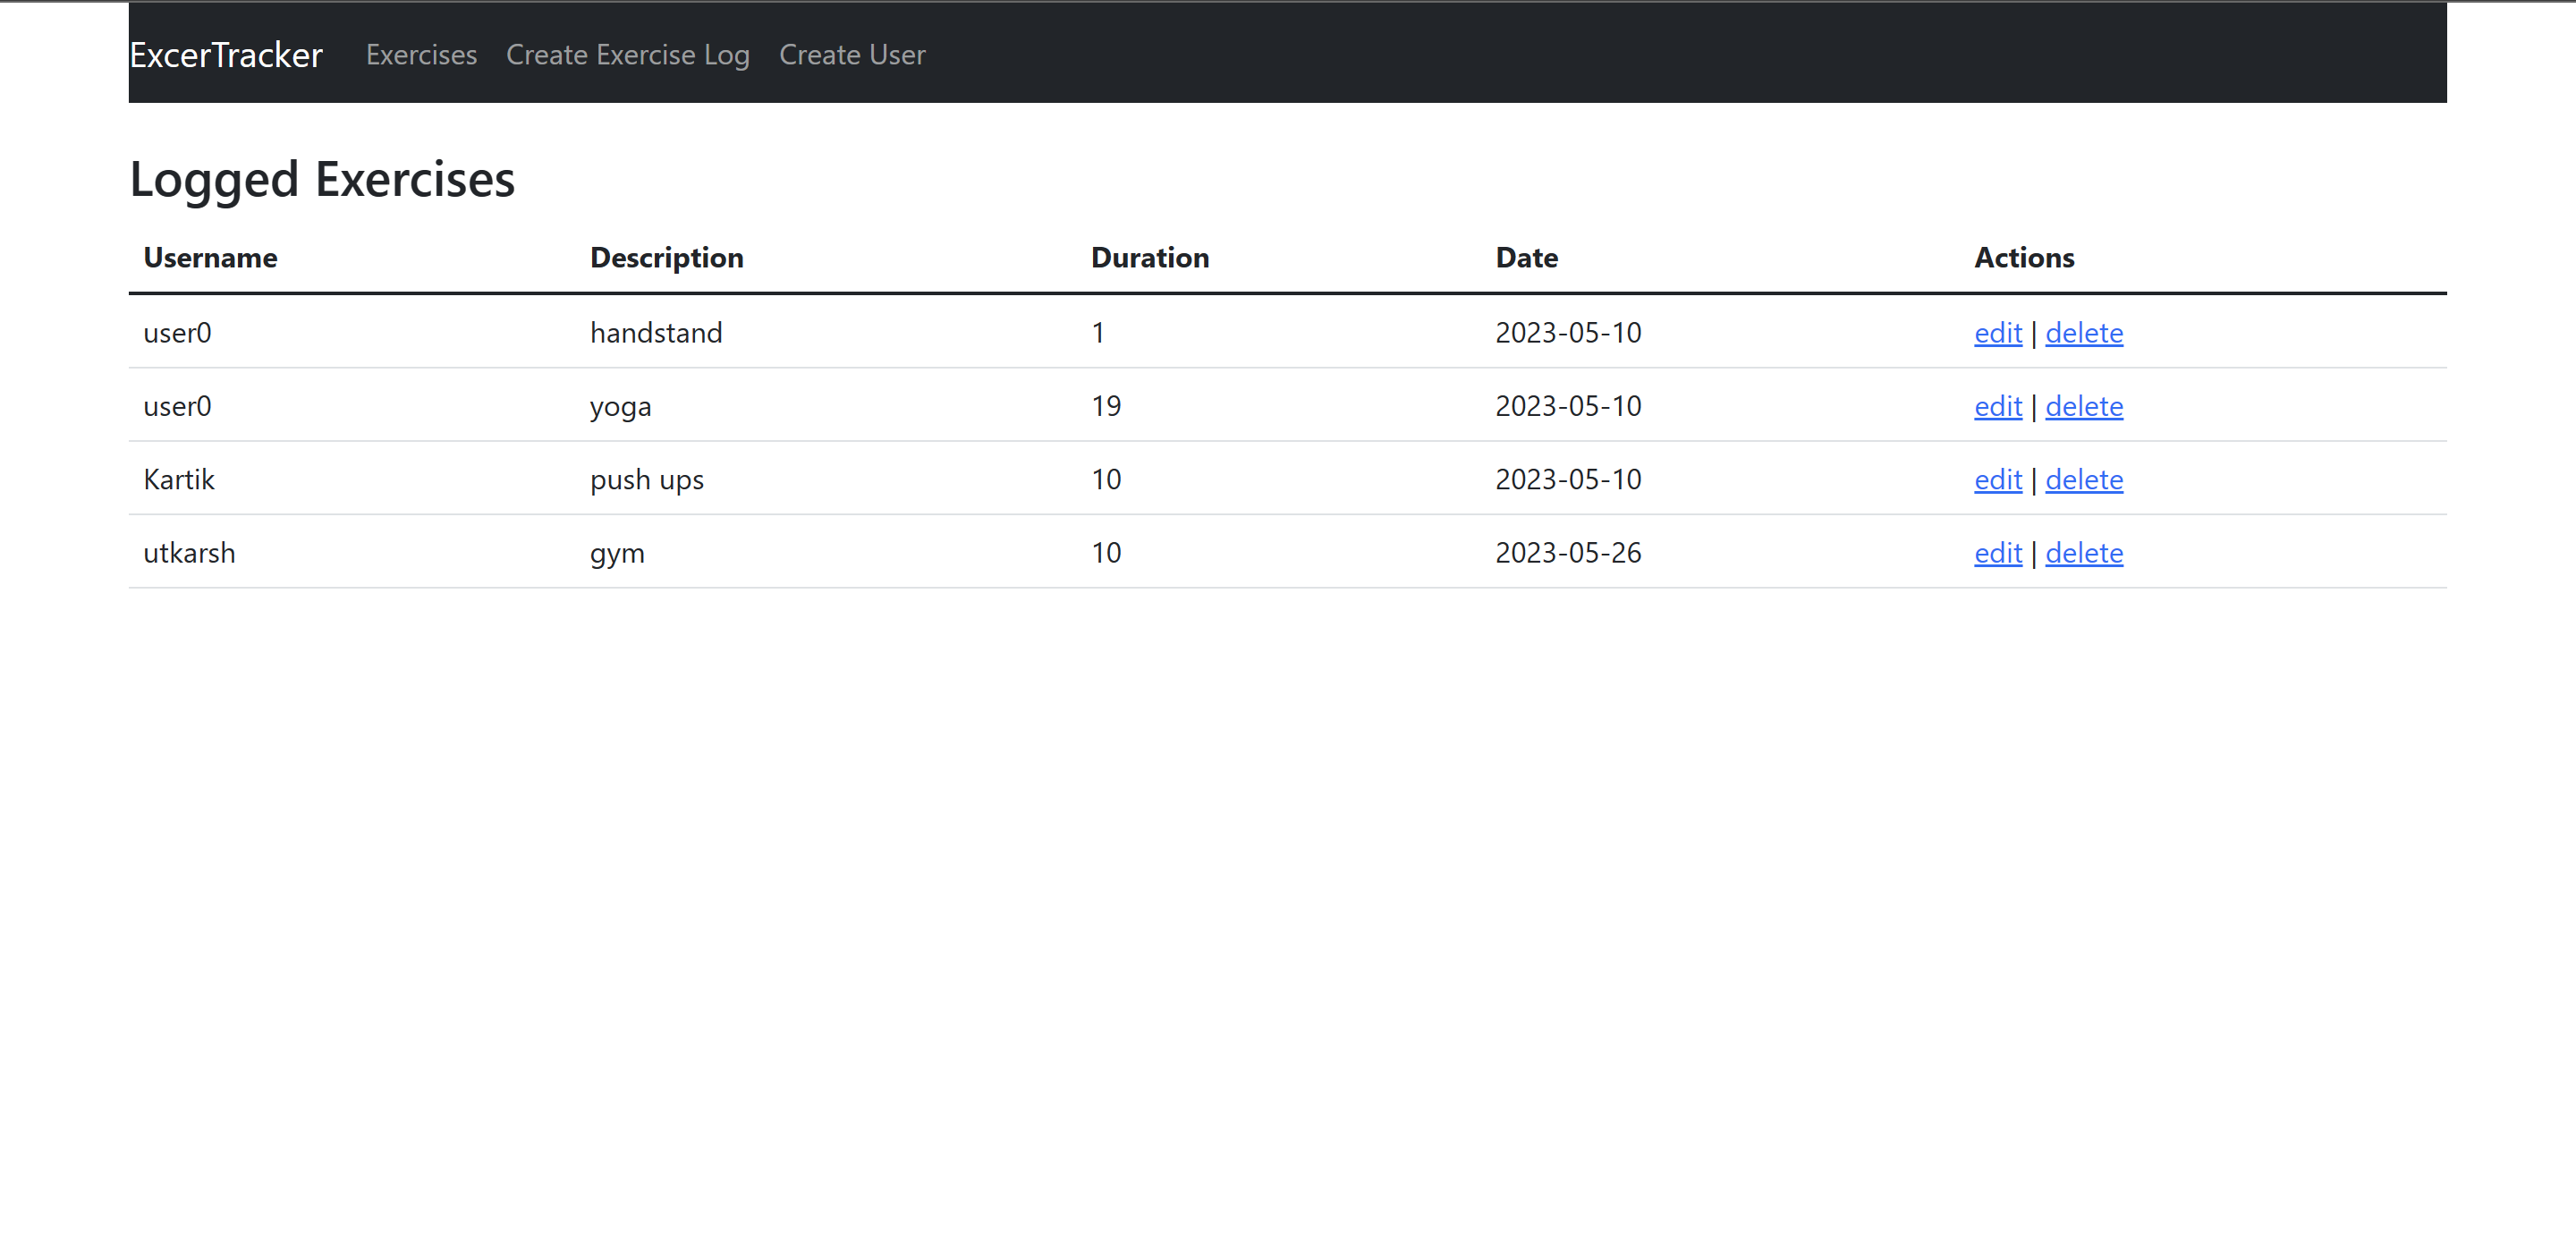 ExcerTracker Exercises Create Exercise Log Create User
Logged Exercises
Username Description Duration Date Actions
user0 handstand 1 2023-05-10 edit | delete
user0 yoga 19 2023-05-10 edit | delete
Kartik push ups 10 2023-05-10 edit | delete
utkarsh gym 10 2023-05-26 edit | delete